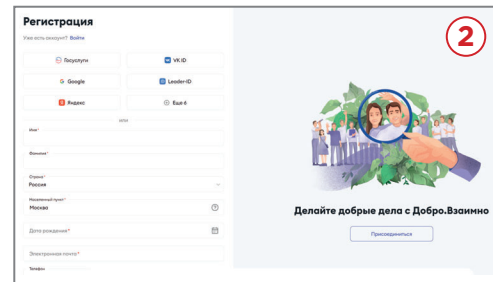 Регистрация
Уже есть аккаунт? Войти
Госуслуги
VK ID
Google
Leader-ID
Яндекс
Еще 6
или
Имя*
Фамилия*
Страна*
Россия
Населенный пункт*
Москва
Дата рождения*
Электронная почта*
Телефон
2
Делайте добрые дела с Добро.Взаимно
Присоединиться